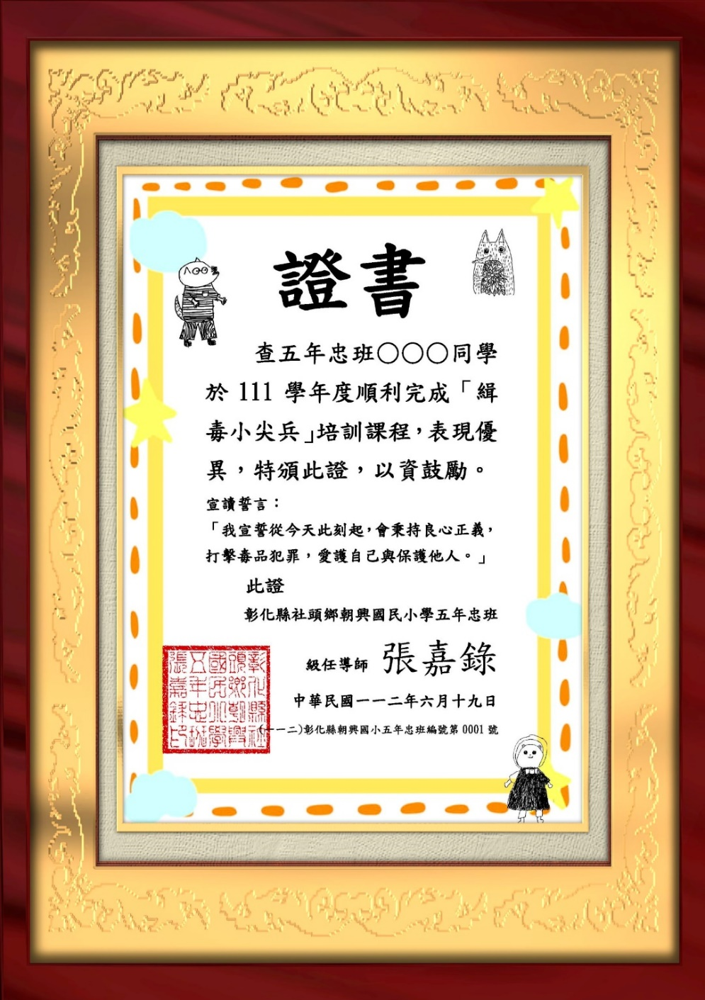 證書
查五年忠班○○○同學
於 111 學年度順利完成「緝
毒小尖兵」培訓課程，表現優
異，特頒此證，以資鼓勵。
宣讀誓言：
「我宣誓從今天此刻起，會秉持良心正義，
打擊毒品犯罪，愛護自己與保護他人。」
此證
彰化縣社頭鄉朝興國民小學五年忠班
級任導師 張嘉錄
中華民國一一二年六月十九日
(一一二)彰化縣朝興國小五年忠班編號第 0001 號
彰化縣社
頭鄉朝興
國民小學
五年忠班
張嘉錄印